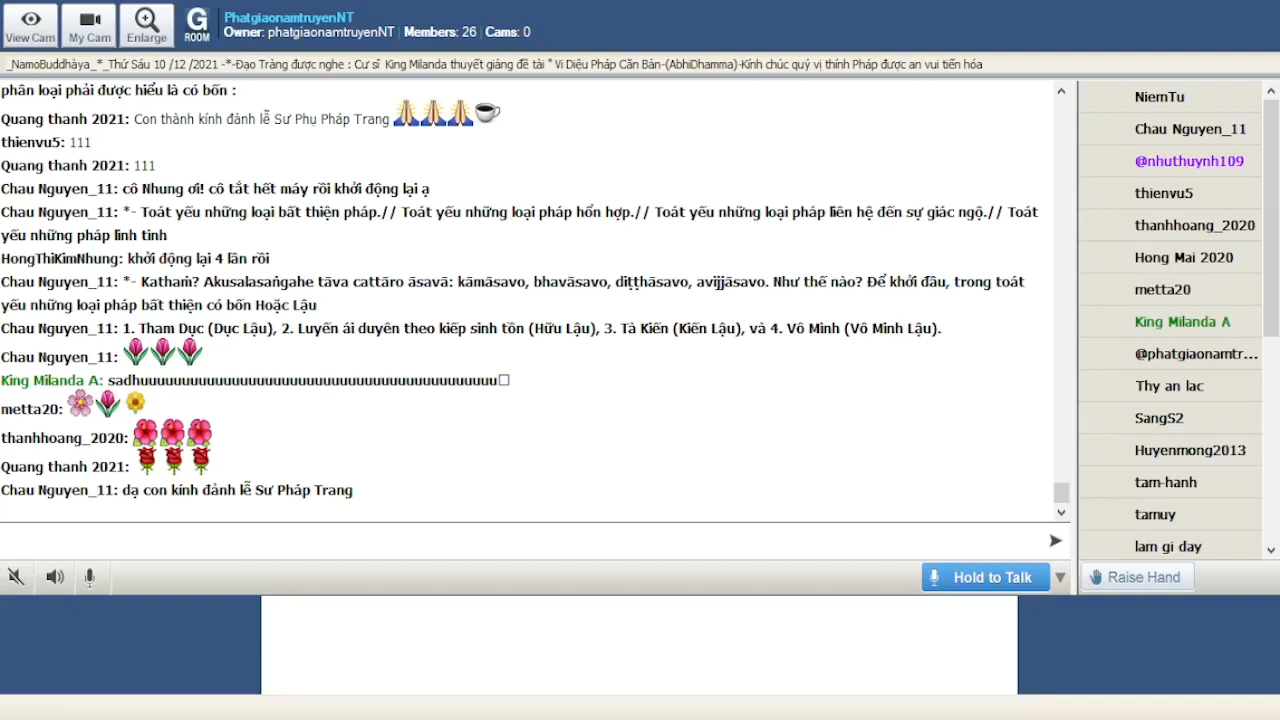 View Cam
My Cam
Enlarge
G
ROOM
PhatgiaonamtruyenNT
Owner: phatgiaonamtruyenNT | Members: 26 | Cams: 0
_NamoBuddhàya_*_Thứ Sáu 10 /12 /2021 -*-Đạo Tràng được nghe : Cư sĩ King Milanda thuyết giảng đề tài " Vi Diệu Pháp Căn Bản-(AbhiDhamma)-Kính chúc quý vị thính Pháp được an vui tiến hóa
phân loại phải được hiểu là có bốn :
Quang thanh 2021: Con thành kính đảnh lễ Sư Phụ Pháp Trang
thienvu5: 111
Quang thanh 2021: 111
Chau Nguyen_11: cô Nhung ơi! cô tắt hết máy rồi khởi động lại ạ
Chau Nguyen_11: *- Toát yếu những loại bất thiện pháp.// Toát yếu những loại pháp hổn hợp.// Toát yếu những loại pháp liên hệ đến sự giác ngộ.// Toát
yếu những pháp linh tinh
HongThiKimNhung: khởi động lại 4 lần rồi
Chau Nguyen_11: *- Kathaṁ? Akusalasaṅgahe tāva cattāro āsavā: kāmāsavo, bhavāsavo, diṭṭhāsavo, avijjāsavo. Như thế nào? Để khởi đầu, trong toát
yếu những loại pháp bất thiện có bốn Hoặc Lậu
Chau Nguyen_11: 1. Tham Dục (Dục Lậu), 2. Luyến ái duyên theo kiếp sinh tồn (Hữu Lậu), 3. Tà Kiến (Kiến Lậu), và 4. Vô Minh (Vô Minh Lậu).
Chau Nguyen_11:
King Milanda A: sadhuuuuuuuuuuuuuuuuuuuuuuuuuuuuuuuuuuuuuuuuuuu□
metta20:
thanhhoang_2020:
Quang thanh 2021:
Chau Nguyen_11: dạ con kính đảnh lễ Sư Pháp Trang
Hold to Talk
NiemTu
Chau Nguyen_11
@nhuthuynh109
thienvu5
thanhhoang_2020
Hong Mai 2020
metta20
King Milanda A
@phatgiaonamtr...
Thy an lac
SangS2
Huyenmong2013
tam-hanh
tamuy
lam gi day
Raise Hand